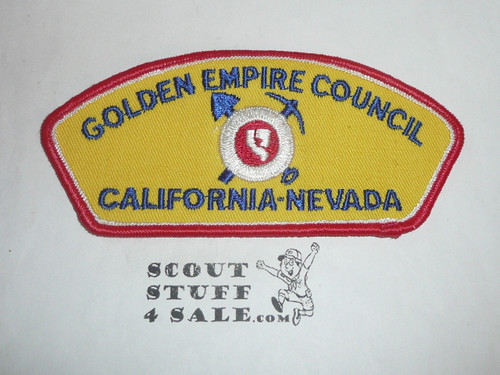 GOLDEN EMPIRE COUNCIL
CALIFORNIA-NEVADA
SCOUT
STUFF
4 SALE.COM